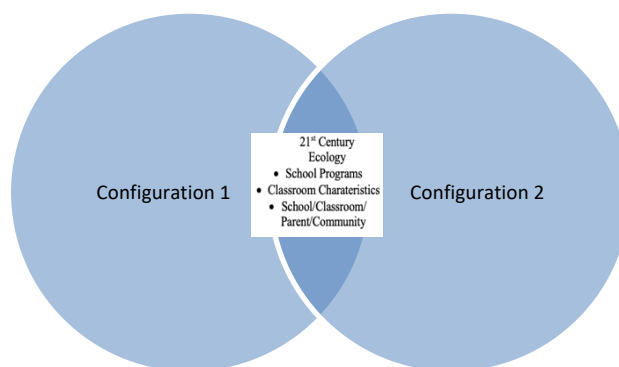 Configuration 1
21st Century
Ecology
• School Programs
• Classroom Charateristics
• School/Classroom/
Parent/Community
Configuration 2